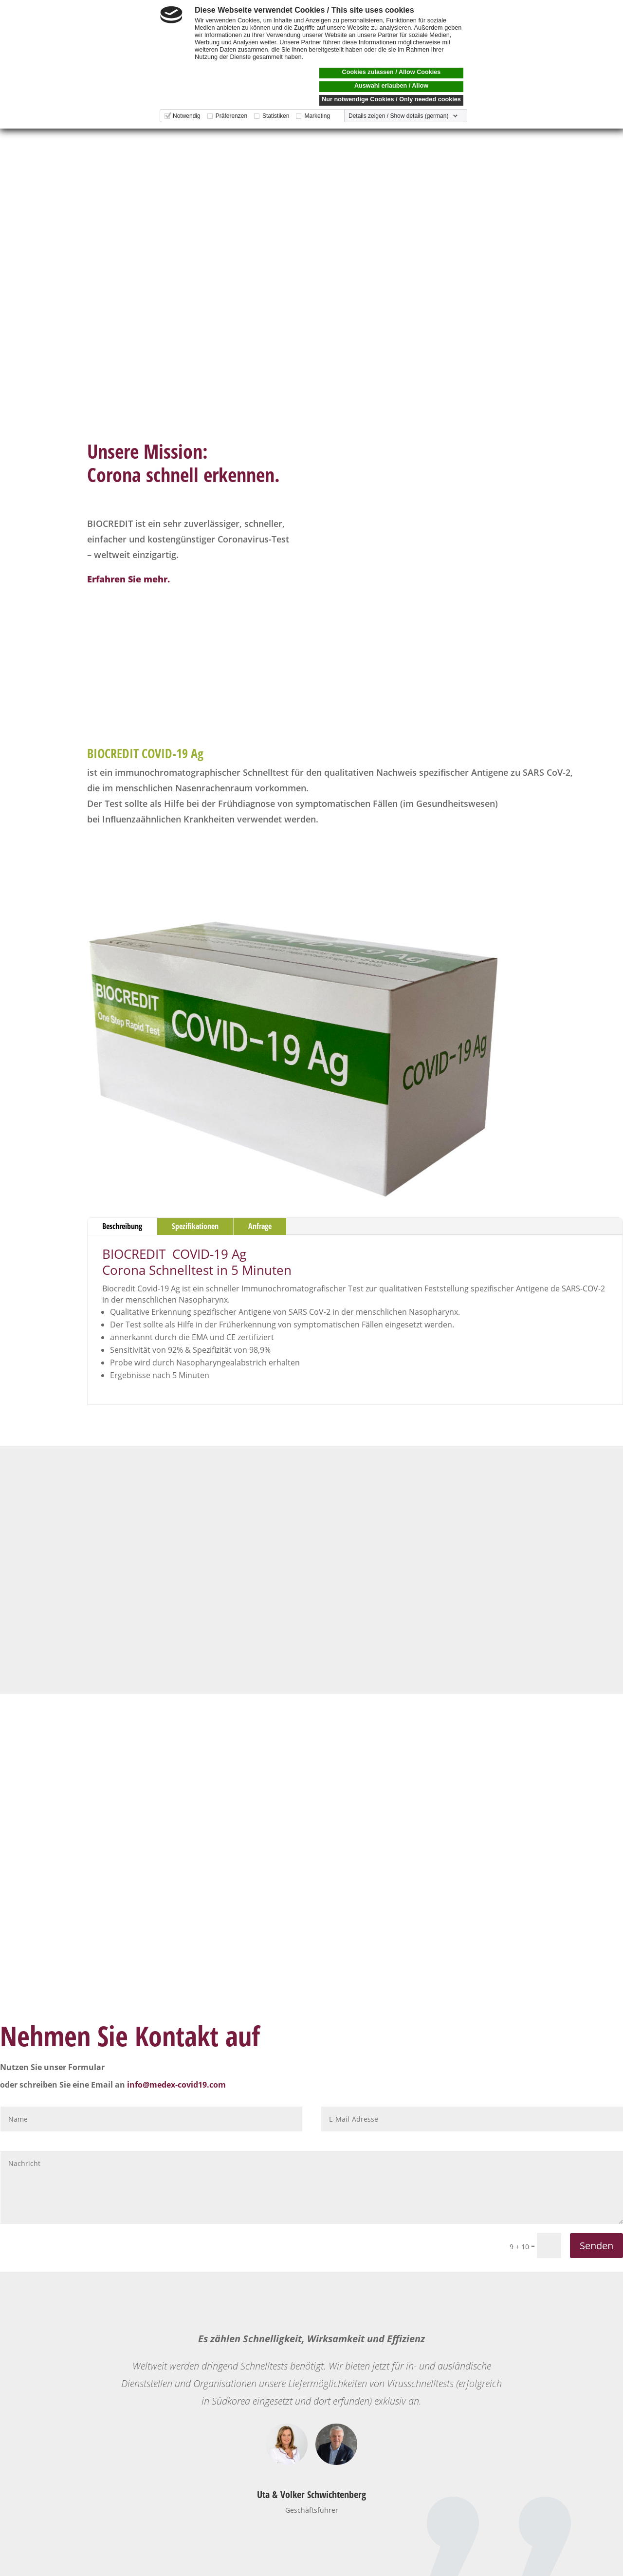 Diese Webseite verwendet Cookies / This site uses cookies
Wir verwenden Cookies, um Inhalte und Anzeigen zu personalisieren, Funktionen für soziale
Medien anbieten zu können und die Zugriffe auf unsere Website zu analysieren. Außerdem geben
wir Informationen zu Ihrer Verwendung unserer Website an unsere Partner für soziale Medien,
Werbung und Analysen weiter. Unsere Partner führen diese Informationen möglicherweise mit
weiteren Daten zusammen, die Sie ihnen bereitgestellt haben oder die sie im Rahmen Ihrer
Nutzung der Dienste gesammelt haben.
Cookies zulassen / Allow Cookies
Auswahl erlauben / Allow
Nur notwendige Cookies / Only needed cookies
Notwendig Präferenzen Statistiken Marketing Details zeigen / Show details (german)
Unsere Mission:
Corona schnell erkennen.
BIOCREDIT ist ein sehr zuverlässiger, schneller,
einfacher und kostengünstiger Coronavirus-Test
– weltweit einzigartig.
Erfahren Sie mehr.
BIOCREDIT COVID-19 Ag
ist ein immunochromatographischer Schnelltest für den qualitativen Nachweis spezifischer Antigene zu SARS CoV-2,
die im menschlichen Nasenrachenraum vorkommen.
Der Test sollte als Hilfe bei der Frühdiagnose von symptomatischen Fällen (im Gesundheitswesen)
bei Influenzaähnlichen Krankheiten verwendet werden.
COVID-19 Ag
BIOCREDIT
One Step Rapid Test
COVID-19 Ag
COVID-19 Ag
Beschreibung Spezifikationen Anfrage
BIOCREDIT COVID-19 Ag
Corona Schnelltest in 5 Minuten
Biocredit Covid-19 Ag ist ein schneller Immunochromatografischer Test zur qualitativen Feststellung spezifischer Antigene de SARS-COV-2
in der menschlichen Nasopharynx.
• Qualitative Erkennung spezifischer Antigene von SARS CoV-2 in der menschlichen Nasopharynx.
• Der Test sollte als Hilfe in der Früherkennung von symptomatischen Fällen eingesetzt werden.
• annerkannt durch die EMA und CE zertifiziert
• Sensitivität von 92% & Spezifizität von 98,9%
• Probe wird durch Nasopharyngealabstrich erhalten
• Ergebnisse nach 5 Minuten
Nehmen Sie Kontakt auf
Nutzen Sie unser Formular
oder schreiben Sie eine Email an info@medex-covid19.com
Name E-Mail-Adresse
Nachricht
9 + 10 = Senden
Es zählen Schnelligkeit, Wirksamkeit und Effizienz
Weltweit werden dringend Schnelltests benötigt. Wir bieten jetzt für in- und ausländische
Dienststellen und Organisationen unsere Liefermöglichkeiten von Virusschnelltests (erfolgreich
in Südkorea eingesetzt und dort erfunden) exklusiv an.
Uta & Volker Schwichtenberg
Geschäftsführer